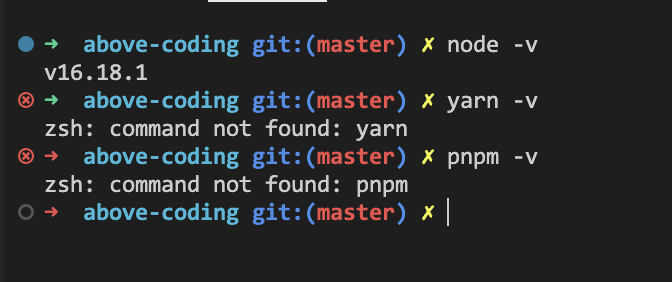 ➜ above-coding git:(master) ✗ node -v
v16.18.1
➜ above-coding git:(master) ✗ yarn -v
zsh: command not found: yarn
➜ above-coding git:(master) ✗ pnpm -v
zsh: command not found: pnpm
➜ above-coding git:(master) ✗